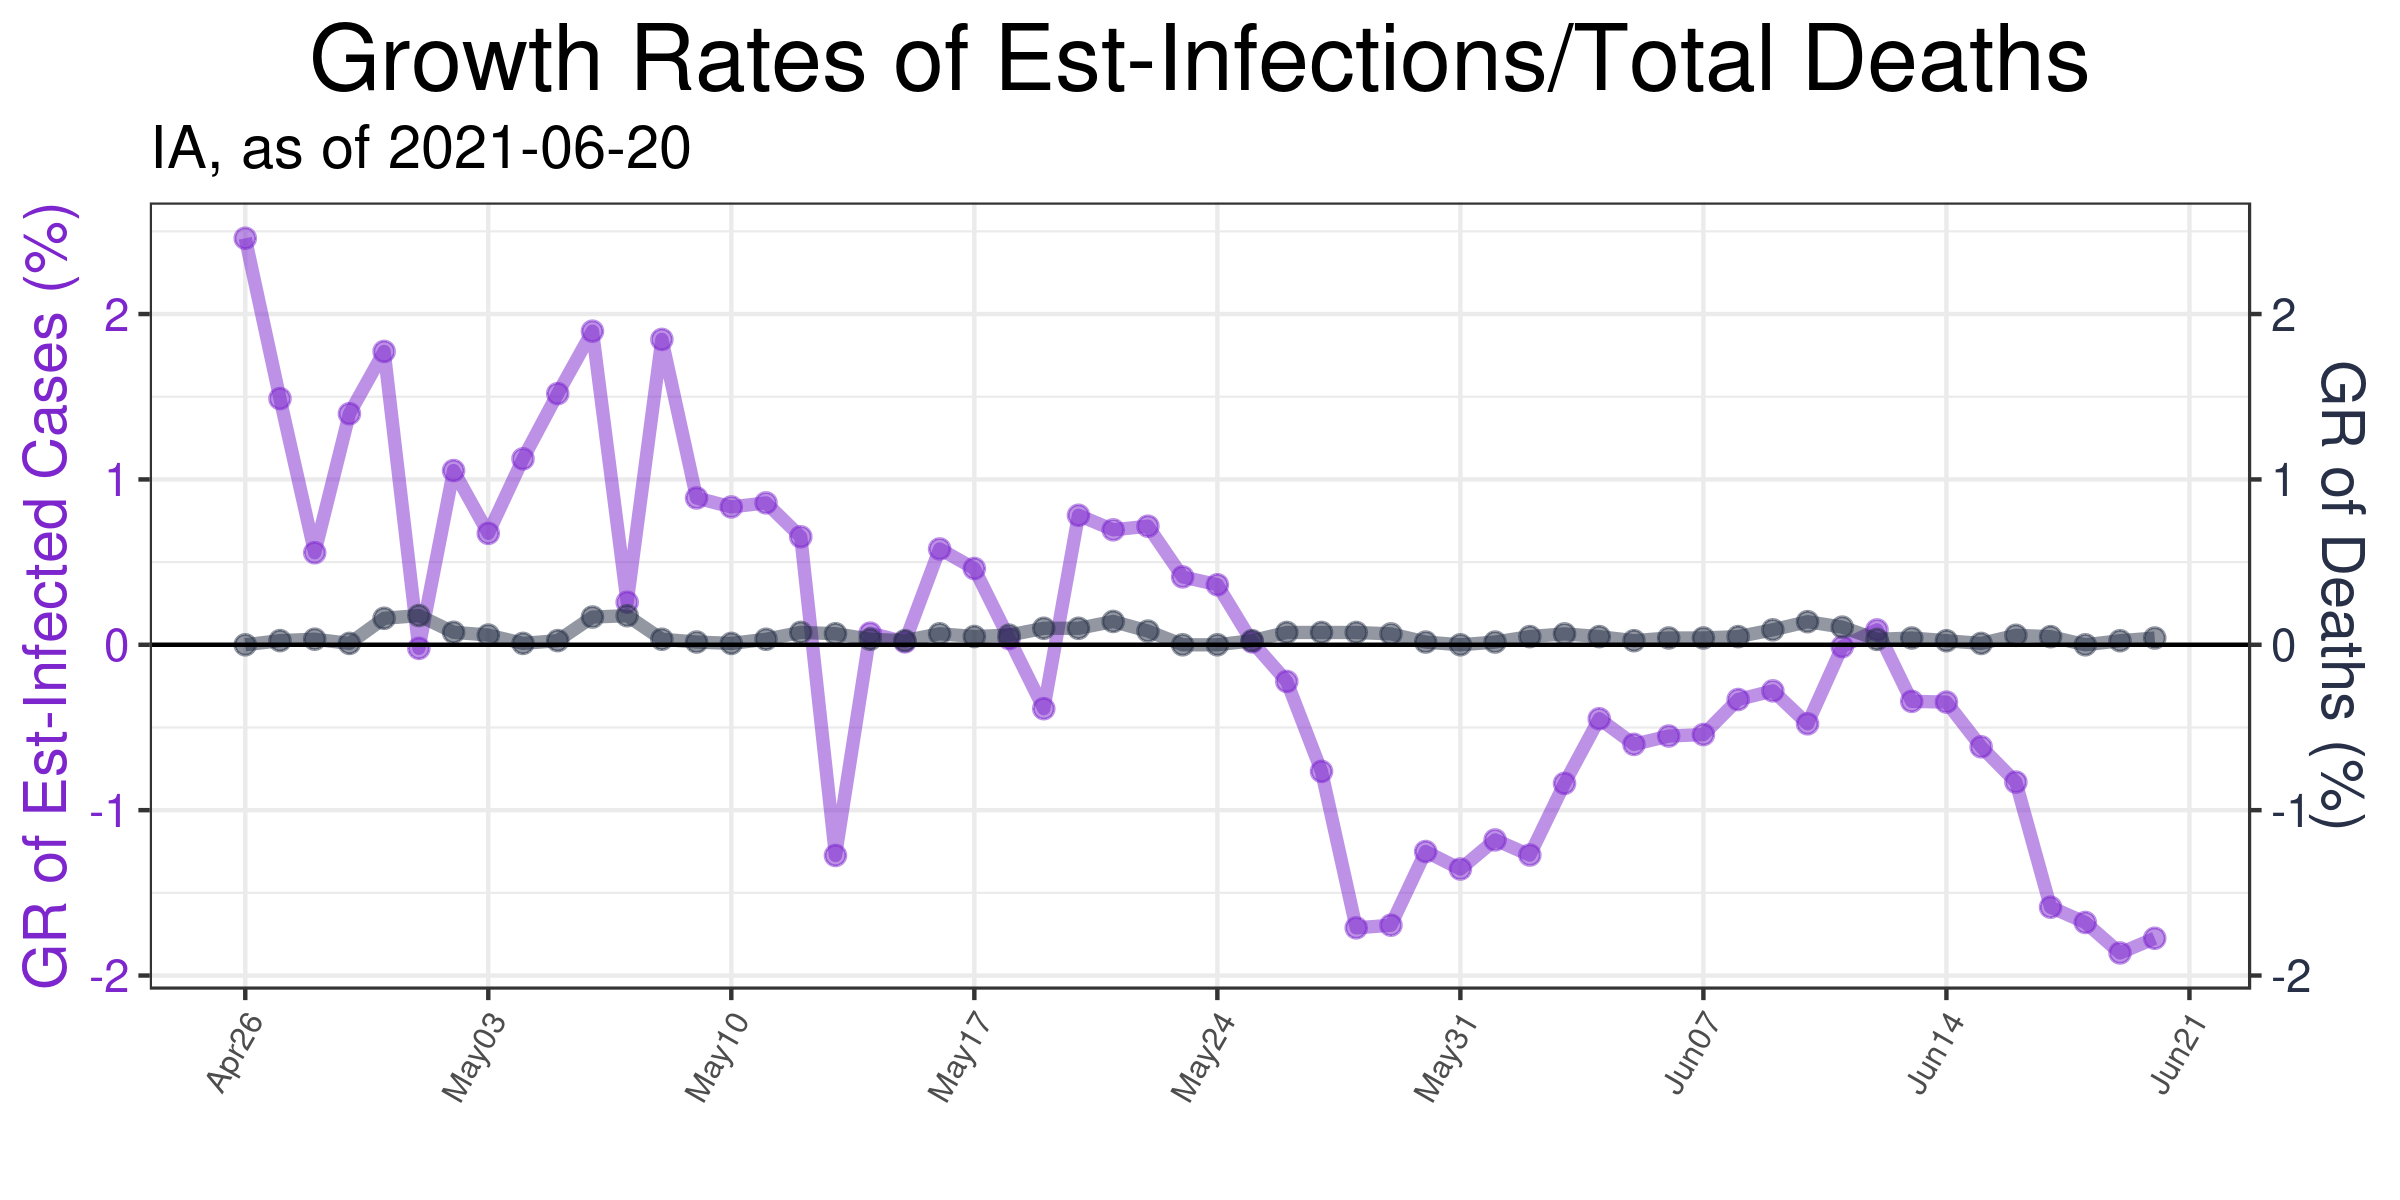 Growth Rates of Est-Infections/Total Deaths
IA, as of 2021-06-20
GR of Est-Infected Cases (%)
2
1
0
-1
-2
2
1
0
-1
-2
GR of Deaths (%)
Apr26
May03
May10
May17
May24
May31
Jun07
Jun14
Jun21